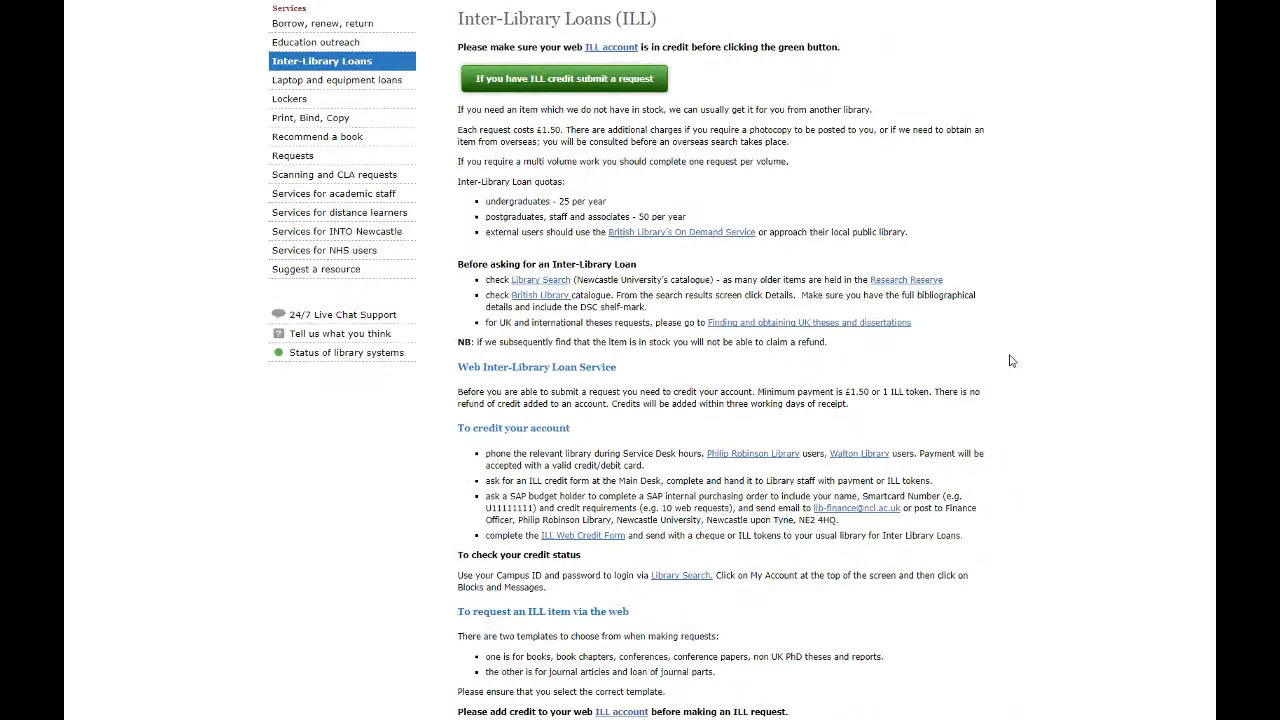 Services
Borrow, renew, return
Education outreach
Inter-Library Loans
Laptop and equipment loans
Lockers
Print, Bind, Copy
Recommend a book
Requests
Scanning and CLA requests
Services for academic staff
Services for distance learners
Services for INTO Newcastle
Services for NHS users
Suggest a resource
24/7 Live Chat Support
? Tell us what you think
Status of library systems
Inter-Library Loans (ILL)
Please make sure your web ILL account is in credit before clicking the green button.
If you have ILL credit submit a request
If you need an item which we do not have in stock, we can usually get it for you from another library.
Each request costs £1.50. There are additional charges if you require a photocopy to be posted to you, or if we need to obtain an
item from overseas; you will be consulted before an overseas search takes place.
If you require a multi volume work you should complete one request per volume.
Inter-Library Loan quotas:
undergraduates - 25 per year
postgraduates, staff and associates - 50 per year
external users should use the British Library's On Demand Service or approach their local public library.
Before asking for an Inter-Library Loan
check Library Search (Newcastle University's catalogue) - as many older items are held in the Research Reserve
check British Library catalogue. From the search results screen click Details. Make sure you have the full bibliographical
details and include the DSC shelf-mark.
for UK and international theses requests, please go to Finding and obtaining UK theses and dissertations
NB: if we subsequently find that the item is in stock you will not be able to claim a refund.
Web Inter-Library Loan Service
Before you are able to submit a request you need to credit your account. Minimum payment is £1.50 or 1 ILL token. There is no
refund of credit added to an account. Credits will be added within three working days of receipt.
To credit your account
phone the relevant library during Service Desk hours. Philip Robinson Library users, Walton Library users. Payment will be
accepted with a valid credit/debit card.
ask for an ILL credit form at the Main Desk, complete and hand it to Library staff with payment or ILL tokens.
ask a SAP budget holder to complete a SAP internal purchasing order to include your name, Smartcard Number (e.g.
U11111111) and credit requirements (e.g. 10 web requests), and send email to lib-finance@ncl.ac.uk or post to Finance
Officer, Philip Robinson Library, Newcastle University, Newcastle upon Tyne, NE2 4HQ.
complete the ILL Web Credit Form and send with a cheque or ILL tokens to your usual library for Inter Library Loans.
To check your credit status
Use your Campus ID and password to login via Library Search. Click on My Account at the top of the screen and then click on
Blocks and Messages.
To request an ILL item via the web
There are two templates to choose from when making requests:
one is for books, book chapters, conferences, conference papers, non UK PhD theses and reports.
the other is for journal articles and loan of journal parts.
Please ensure that you select the correct template.
Please add credit to your web ILL account before making an ILL request.